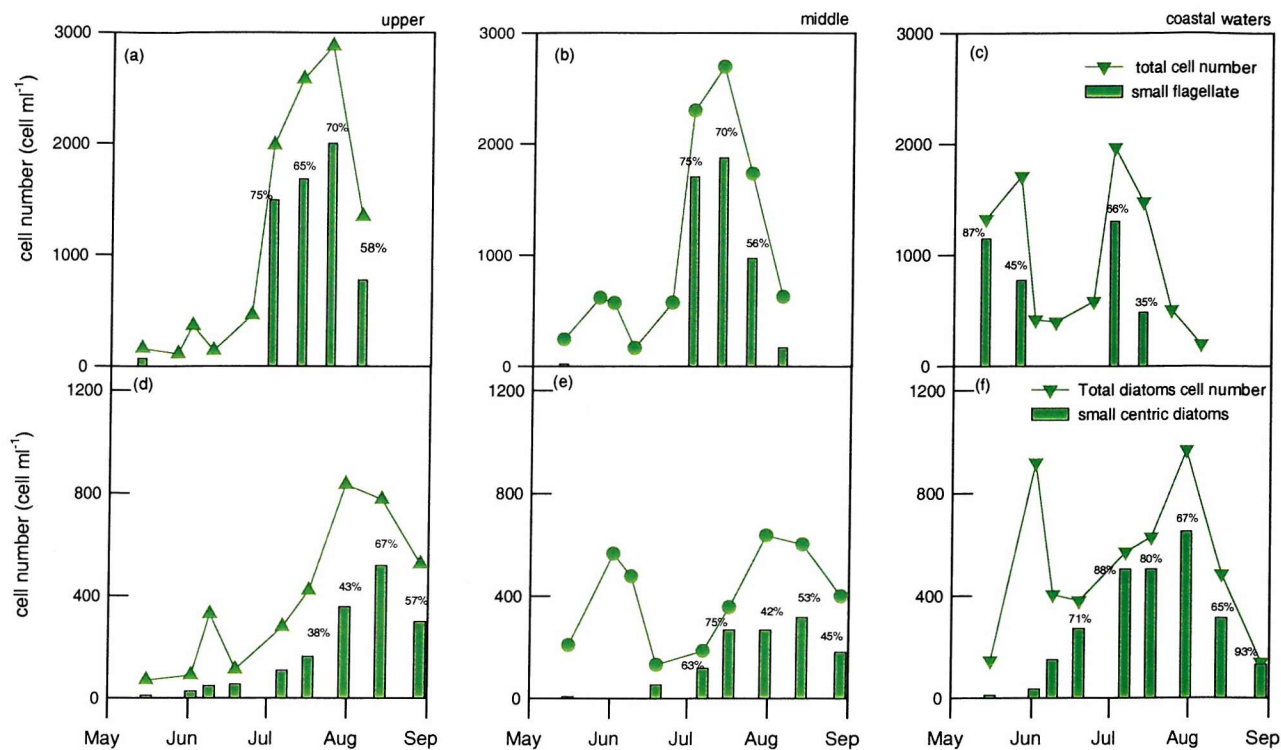 upper
middle
coastal waters
cell number (cell ml⁻¹)
3000
2000
1000
0
(a)
75%
65%
70%
58%
3000
2000
1000
0
(b)
75%
70%
56%
3000
2000
1000
0
(c)
total cell number
small flagellate
87%
45%
66%
35%
cell number (cell ml⁻¹)
1200
800
400
0
(d)
38%
43%
67%
57%
May Jun Jul Aug Sep
1200
800
400
0
(e)
63%
75%
42%
53%
45%
May Jun Jul Aug Sep
1200
800
400
0
(f)
Total diatoms cell number
small centric diatoms
71%
88%
80%
67%
65%
93%
May Jun Jul Aug Sep